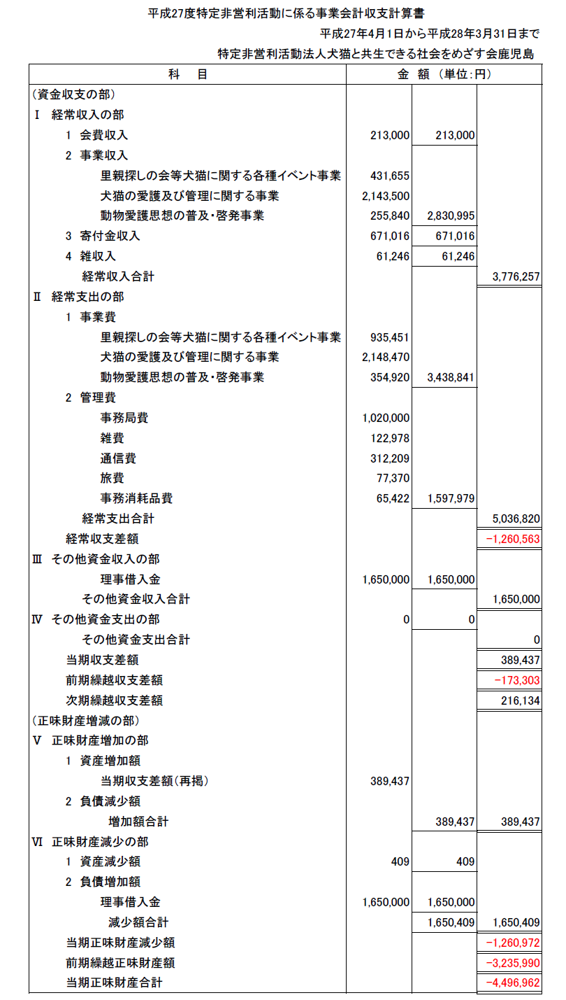 平成27度特定非営利活動に係る事業会計収支計算書
平成27年4月1日から平成28年3月31日まで
特定非営利活動法人犬猫と共生できる社会をめざす会鹿児島
科 目 金 額 (単位:円)
(資金収支の部)
Ⅰ 経常収入の部
1 会費収入 213,000 213,000
2 事業収入
里親探しの会等犬猫に関する各種イベント事業 431,655
犬猫の愛護及び管理に関する事業 2,143,500
動物愛護思想の普及・啓発事業 255,840 2,830,995
3 寄付金収入 671,016 671,016
4 雑収入 61,246 61,246
経常収入合計 3,776,257
Ⅱ 経常支出の部
1 事業費
里親探しの会等犬猫に関する各種イベント事業 935,451
犬猫の愛護及び管理に関する事業 2,148,470
動物愛護思想の普及・啓発事業 354,920 3,438,841
2 管理費
事務局費 1,020,000
雑費 122,978
通信費 312,209
旅費 77,370
事務消耗品費 65,422 1,597,979
経常支出合計 5,036,820
経常収支差額 -1,260,563
Ⅲ その他資金収入の部
理事借入金 1,650,000 1,650,000
その他資金収入合計 1,650,000
Ⅳ その他資金支出の部 0 0
その他資金支出合計 0
当期収支差額 389,437
前期繰越収支差額 -173,303
次期繰越収支差額 216,134
(正味財産増減の部)
Ⅴ 正味財産増加の部
1 資産増加額
当期収支差額(再掲) 389,437
2 負債減少額
増加額合計 389,437 389,437
Ⅵ 正味財産減少の部
1 資産減少額 409 409
2 負債増加額
理事借入金 1,650,000 1,650,000
減少額合計 1,650,409 1,650,409
当期正味財産減少額 -1,260,972
前期繰越正味財産額 -3,235,990
当期正味財産合計 -4,496,962